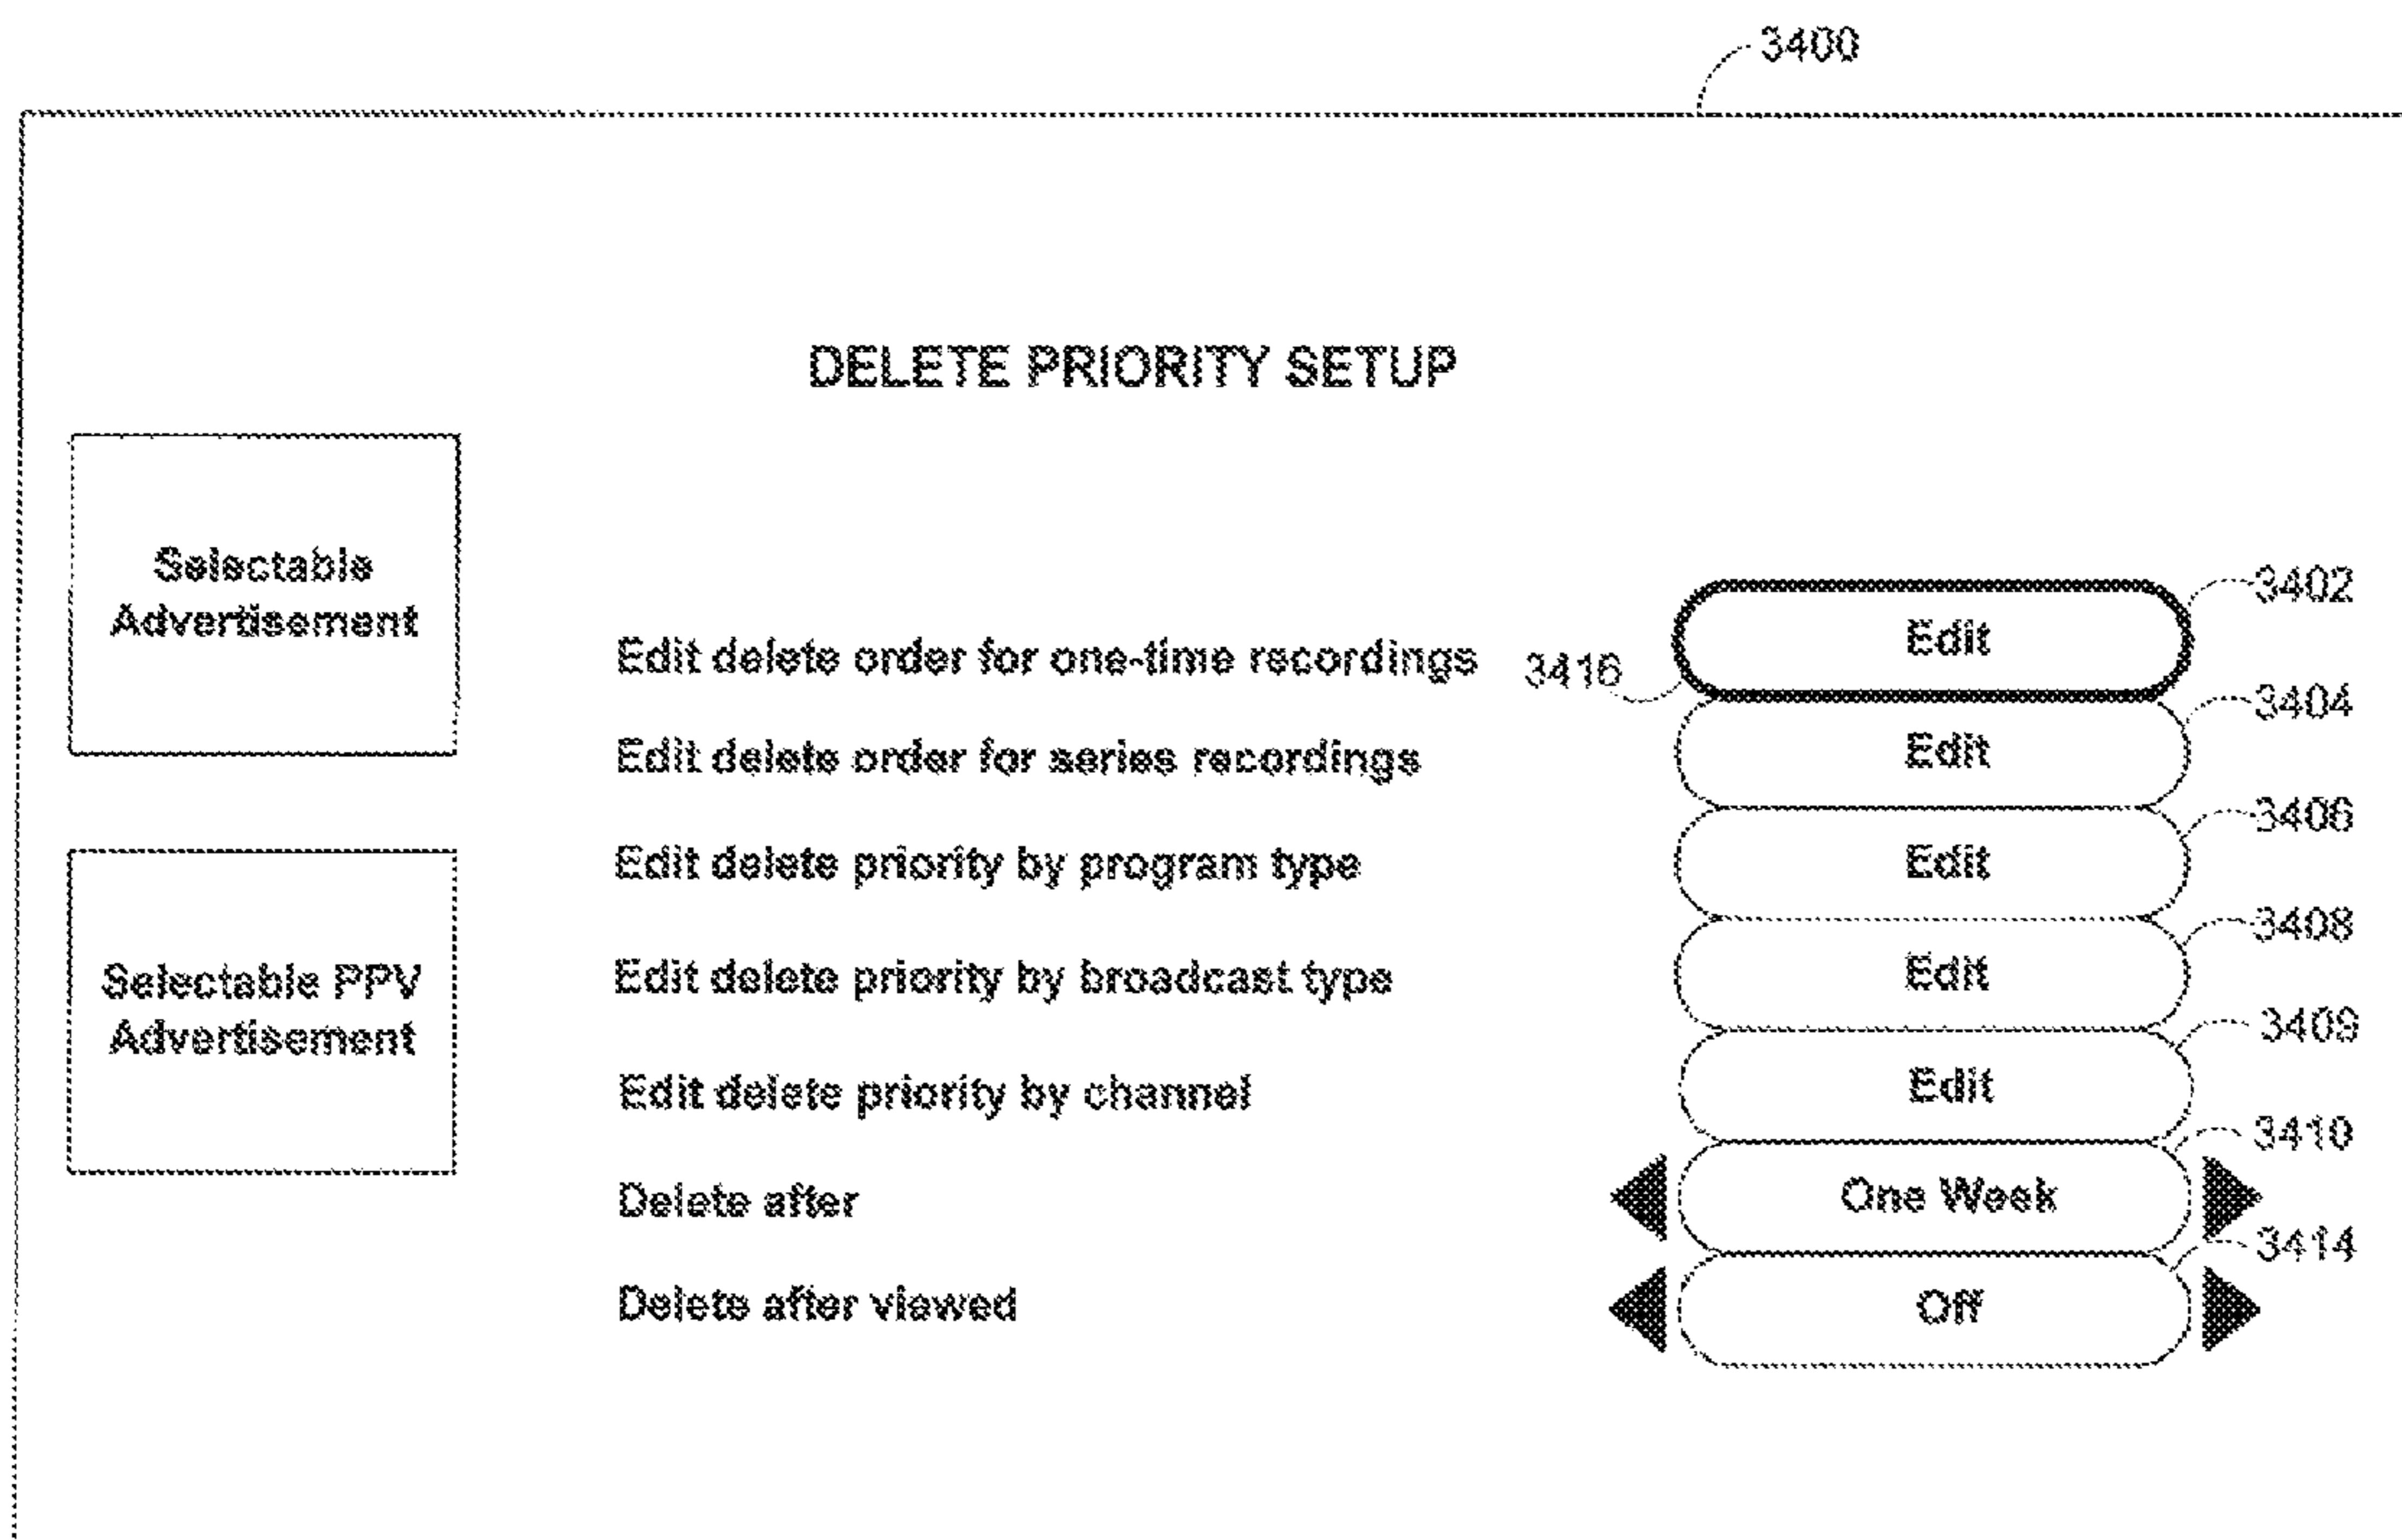 3400
DELETE PRIORITY SETUP
Selectable
Advertisement
Selectable PPV
Advertisement
Edit delete order for one-time recordings
3416
Edit
3402
Edit delete order for series recordings
Edit
3404
Edit delete priority by program type
Edit
3406
Edit delete priority by broadcast type
Edit
3408
Edit delete priority by channel
Edit
3409
Delete after
One Week
3410
Delete after viewed
Off
3414